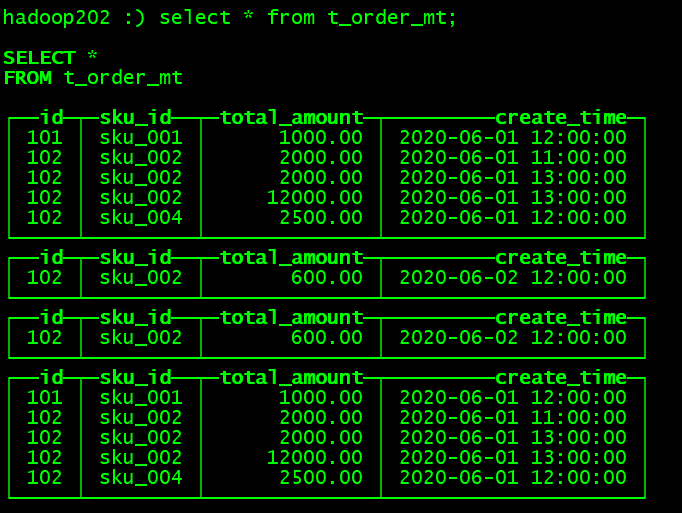 hadoop202 :) select * from t_order_mt;
SELECT *
FROM t_order_mt
id sku_id total_amount create_time
101 sku_001 1000.00 2020-06-01 12:00:00
102 sku_002 2000.00 2020-06-01 11:00:00
102 sku_002 2000.00 2020-06-01 13:00:00
102 sku_002 12000.00 2020-06-01 13:00:00
102 sku_004 2500.00 2020-06-01 12:00:00
id sku_id total_amount create_time
102 sku_002 600.00 2020-06-02 12:00:00
id sku_id total_amount create_time
102 sku_002 600.00 2020-06-02 12:00:00
id sku_id total_amount create_time
101 sku_001 1000.00 2020-06-01 12:00:00
102 sku_002 2000.00 2020-06-01 11:00:00
102 sku_002 2000.00 2020-06-01 13:00:00
102 sku_002 12000.00 2020-06-01 13:00:00
102 sku_004 2500.00 2020-06-01 12:00:00